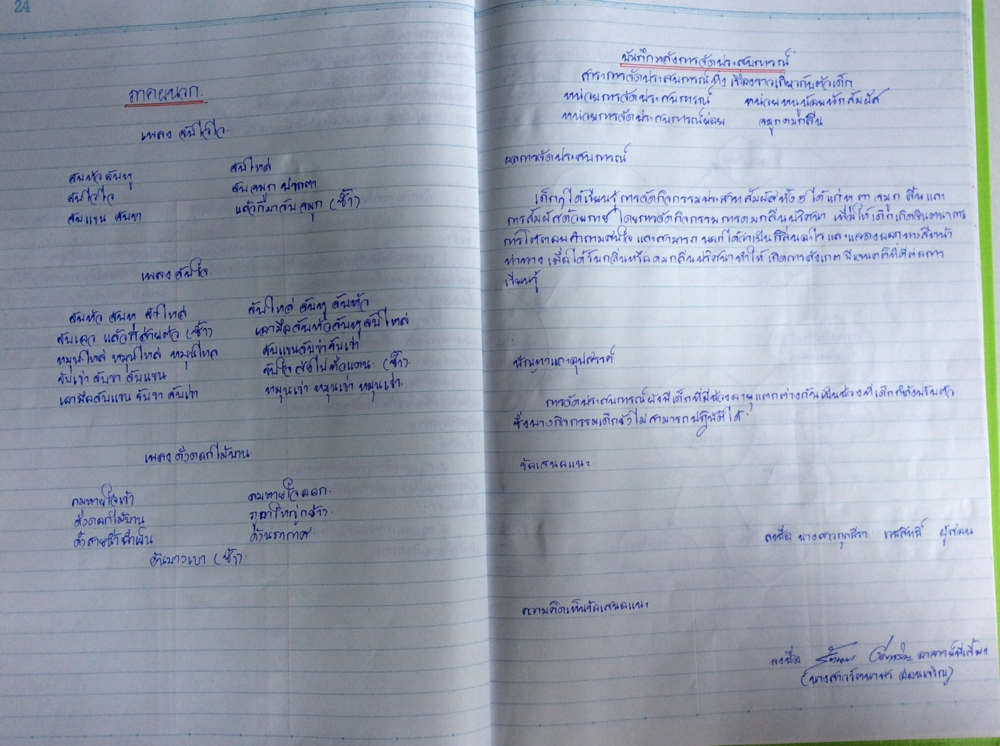 24
ภาคผนวก.
เพลง จับไวไว.
จับหัว จับหู จับไหล่
จับไวไว จับจมูก ปากตา
จับแขน จับขา แล้วก็มาจับจมูก (ซ้ำ).
เพลง จับใจ.
จับหัว จับหู จับไหล่ จับไหล่ จับหู จับหัว
จับเอว แล้วก็ส่ายตัว (ซ้ำ) เอามือจับหัวจับหูจับไหล่
หมุนไหล่ หมุนไหล่ หมุนไหล จับแขนจับขาจับเข่า
จับเข่า จับขา จับแขน จับใจ ส่งไปทั่วแดน. (ซ้ำ).
เอามือจับแขน จับขา จับเข่า หมุนเข่า หมุนเข่า หมุนเข่า.
เพลง ดั่งดอกไม้บาน.
ลมหายใจเข้า ลมหายใจออก.
ดั่งดอกไม้บาน ภูผาใหญ่กว้าง.
ดั่งสายน้ำฉ่ำเย็น ดั่งนภากาศ.
อันบางเบา (ซ้ำ).
บันทึกหลังการจัดประสบการณ์
สาระการจัดประสบการณ์ เรื่องราวเกี่ยวกับตัวเด็ก
หน่วยการจัดประสบการณ์ หน่วยหนูน้อยนักสัมผัส
หน่วยการจัดประสบการณ์ย่อย จมูกดมกลิ่น
ผลการจัดประสบการณ์
เด็กๆได้เรียนรู้การจัดกิจกรรมประสาทสัมผัสทั้ง 5 ได้แก่ หู ตา จมูก ลิ้นและ
การสัมผัสด้วยกาย โดยการจัดกิจกรรมการดมกลิ่นปริศนา เพื่อให้เด็กเกิดจินตนาการ
การโต้ตอบคำถามสนใจ และสามารถบอกได้ว่าเป็นกลิ่นอะไรและแสดงออกทางสีหน้า
ท่าทาง เมื่อได้รับกลิ่นหรือดมกลิ่นปริศนาทำให้เกิดการสังเกต มีเจตคติที่ดีต่อการ
เรียนรู้
ปัญหาและอุปสรรค์
การจัดประสบการณ์ยังมีเด็กที่มีช่วงอายุแตกต่างกันเป็นช่วงที่เด็กกำลังปรับตัว
ซึ่งบางกิจกรรมเด็กยังไม่สามารถปฏิบัติได้.
ข้อเสนอแนะ
ลงชื่อ นางสาวกุลธิรา เวชสิทธิ์ ผู้สอน
ความคิดเห็นข้อเสนอแนะ
ลงชื่อ อาจารย์พี่เลี้ยง
(นางสาวรัตนาพร อ่อนเจริญ)